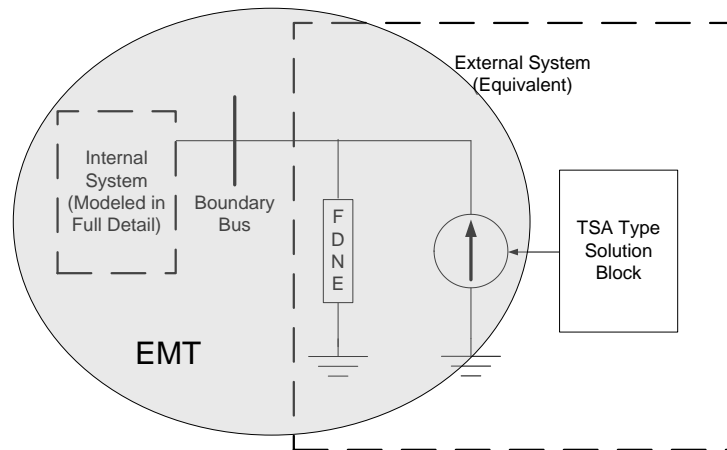 External System
(Equivalent)
Internal
System
(Modeled in
Full Detail)
Boundary
Bus
F
D
N
E
TSA Type
Solution
Block
EMT